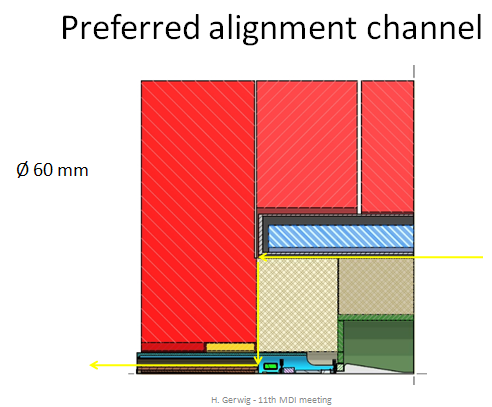 Preferred alignment channel
Ø 60 mm
H. Gerwig - 11th MDI meeting